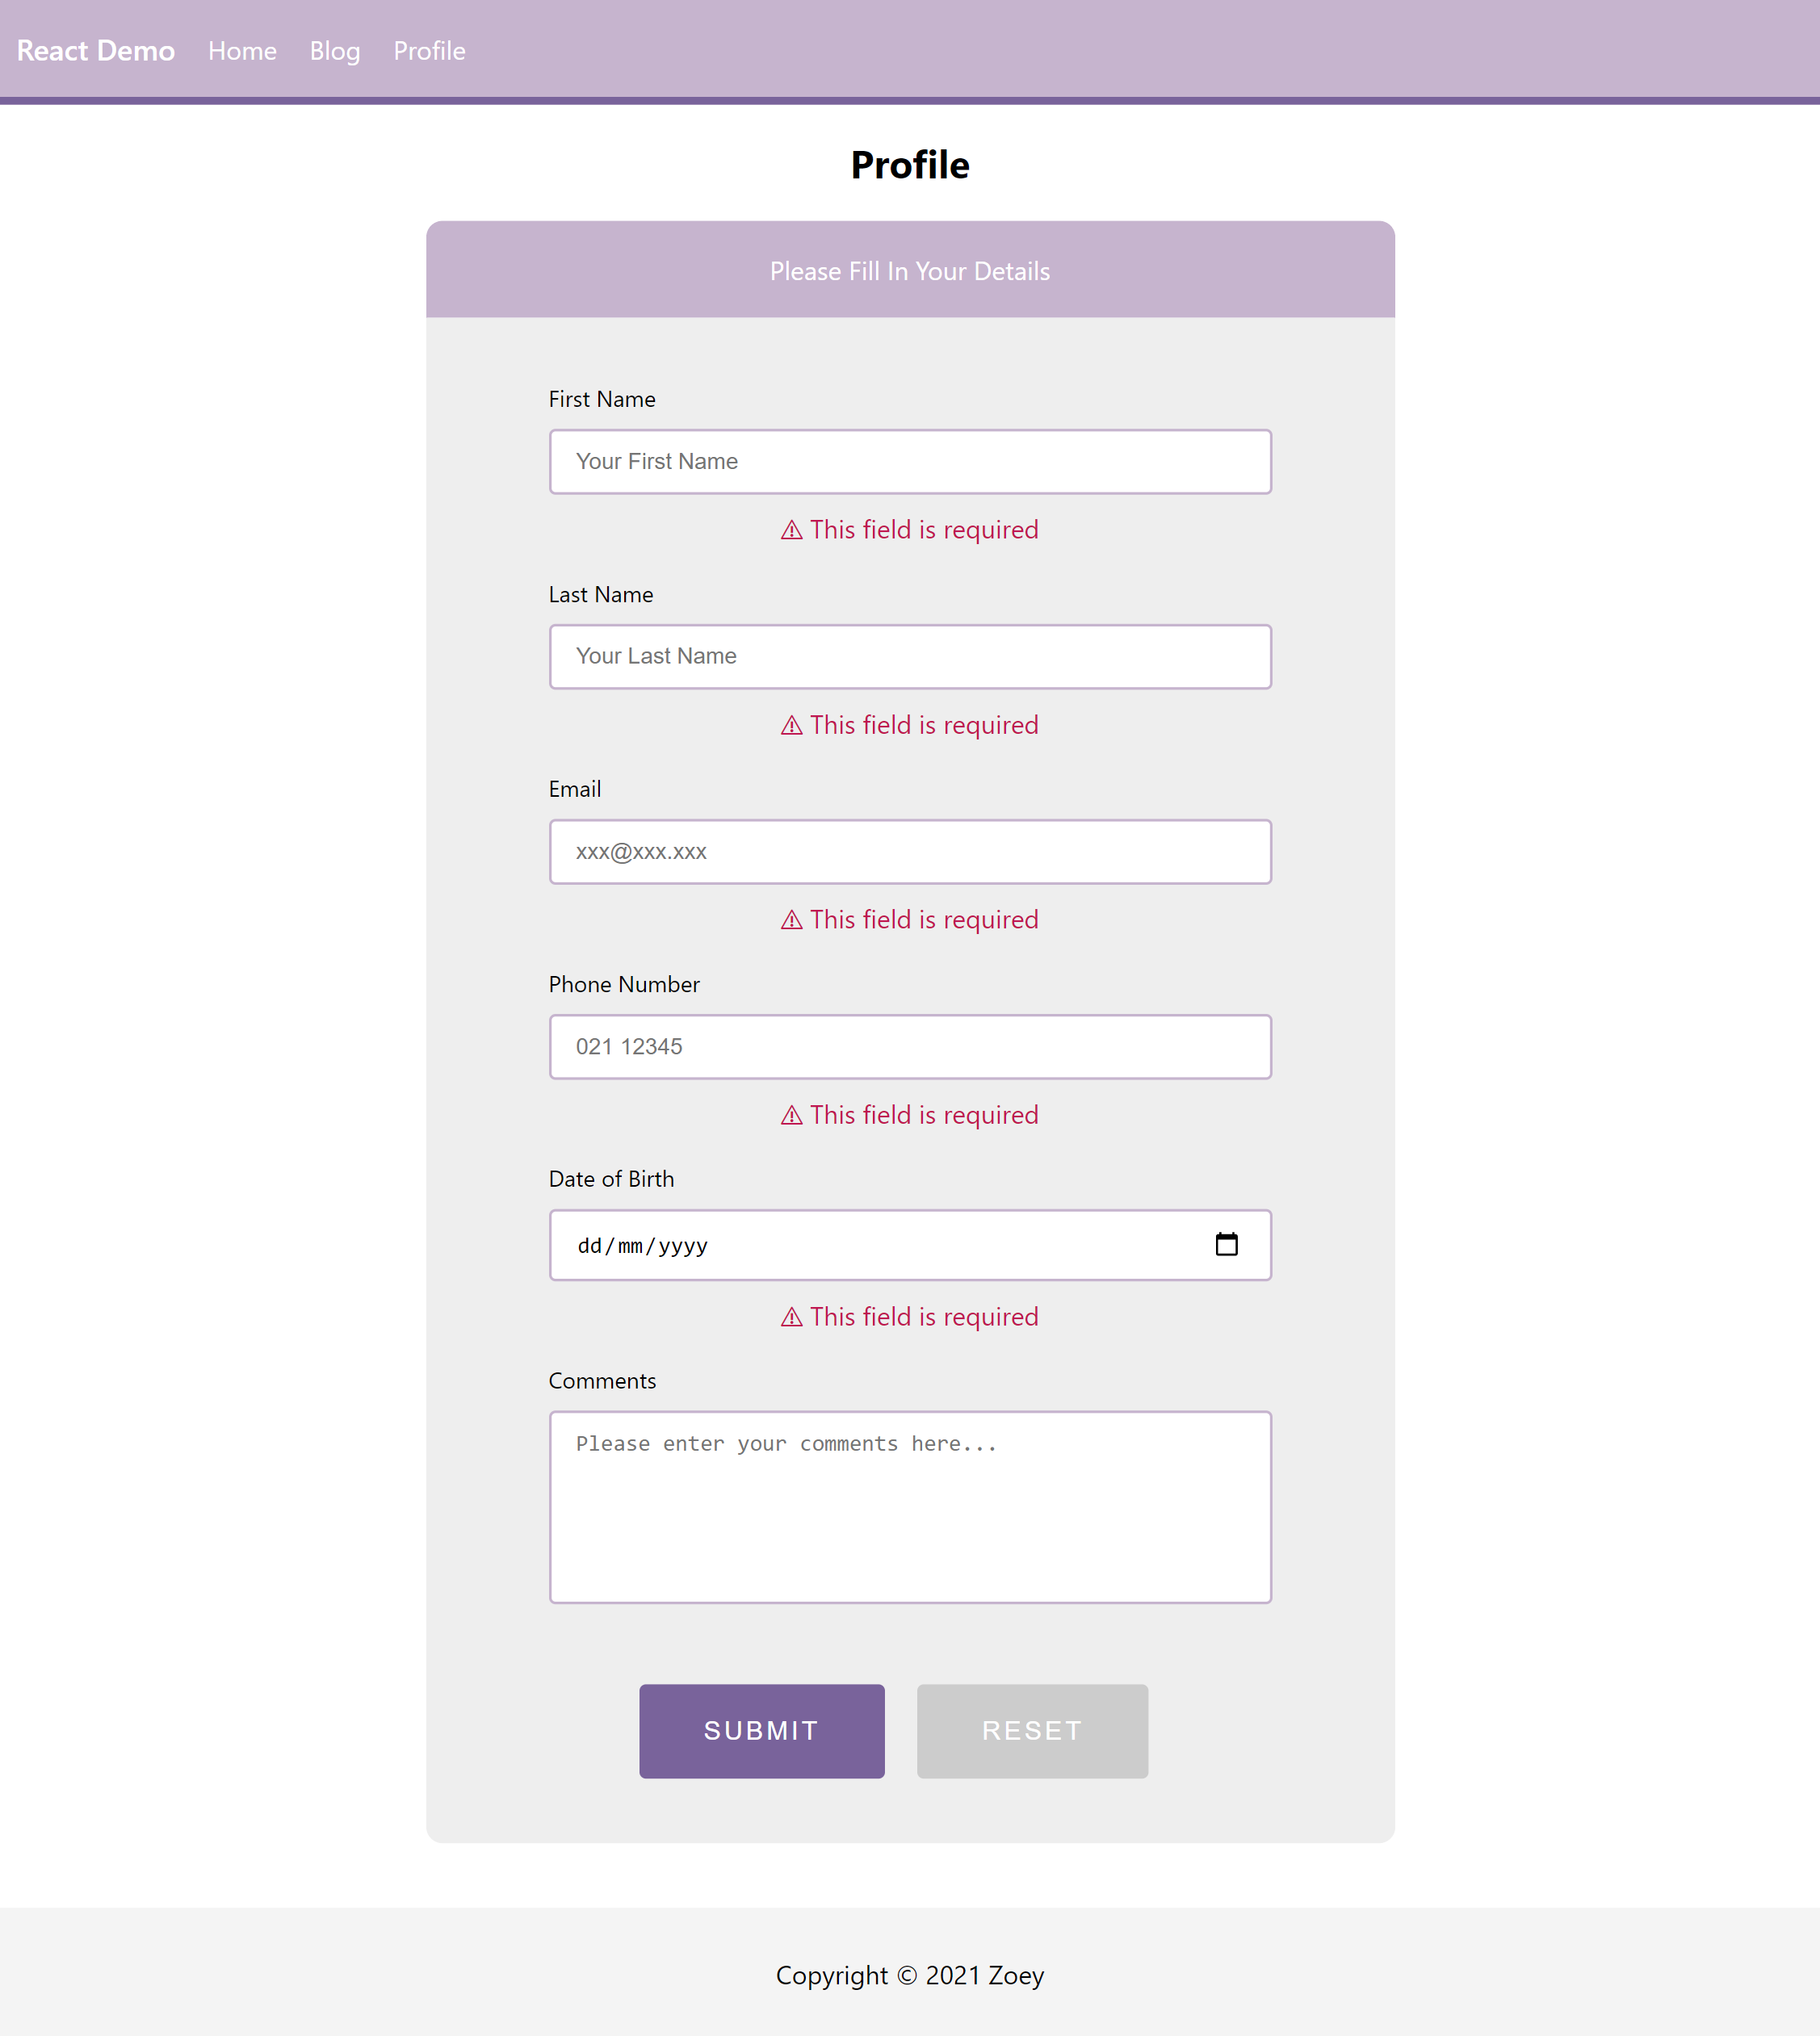 React Demo Home Blog Profile
Profile
Please Fill In Your Details
First Name
Your First Name
⚠ This field is required
Last Name
Your Last Name
⚠ This field is required
Email
xxx@xxx.xxx
⚠ This field is required
Phone Number
021 12345
⚠ This field is required
Date of Birth
dd/mm/yyyy
⚠ This field is required
Comments
Please enter your comments here...
SUBMIT RESET
Copyright © 2021 Zoey